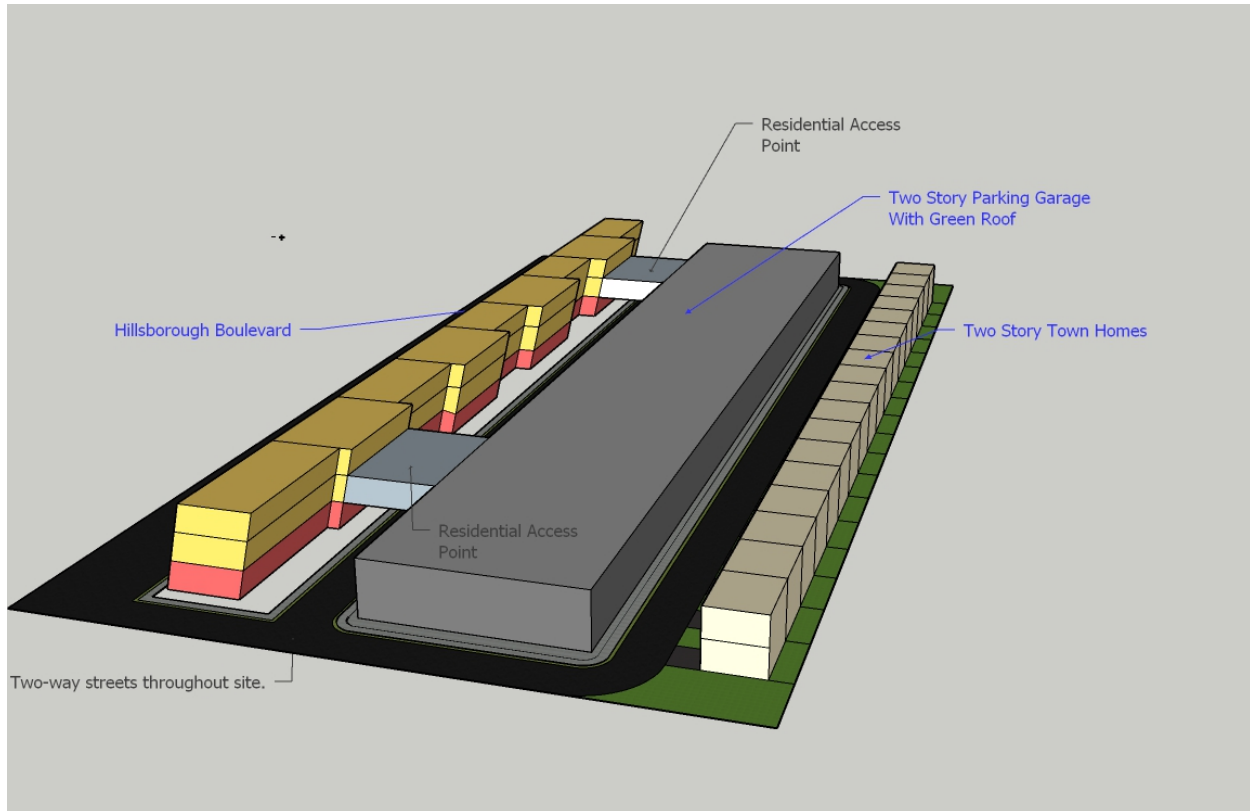 Residential Access
Point
Two Story Parking Garage
With Green Roof
Hillsborough Boulevard
Two Story Town Homes
Residential Access
Point
Two-way streets throughout site.